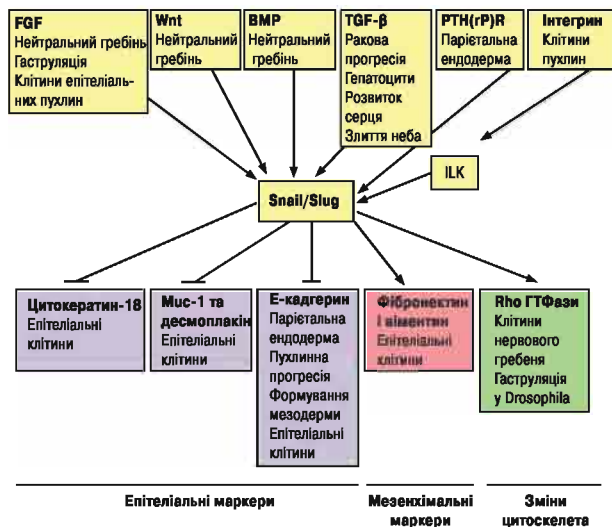 FGF
Нейтральний гребінь
Гаструляція
Клітини епітеліаль-
них пухлин
Wnt
Нейтральний
гребінь
BMP
Нейтральний
гребінь
TGF-β
Ракова
прогресія
Гепатоцити
Розвиток
серця
Злиття неба
PTH(rP)R
Парієтальна
ендодерма
Інтегрин
Клітини
пухлин
ILK
Snail/Slug
Цитокератин-18
Епітеліальні
клітини
Muc-1 та
десмоплакін
Епітеліальні
клітини
Е-кадгерин
Парієтальна
ендодерма
Пухлинна
прогресія
Формування
мезодерми
Епітеліальні
клітини
Фібронектин
і віментин
Епітеліальні
клітини
Rho ГТФази
Клітини
нервового
гребеня
Гаструляція
у Drosophila
Епітеліальні маркери
Мезенхімальні
маркери
Зміни
цитоскелета